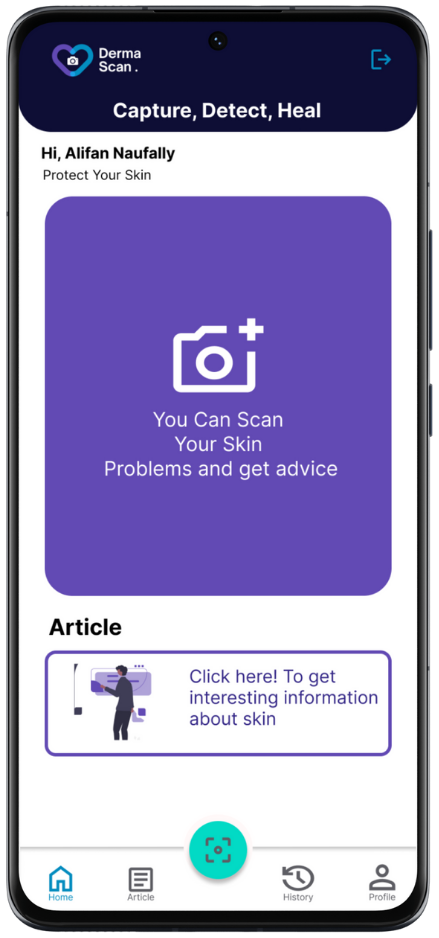 Derma
Scan .
Capture, Detect, Heal
Hi, Alifan Naufally
Protect Your Skin
You Can Scan
Your Skin
Problems and get advice
Article
Click here! To get
interesting information
about skin
Home
Article
History
Profile